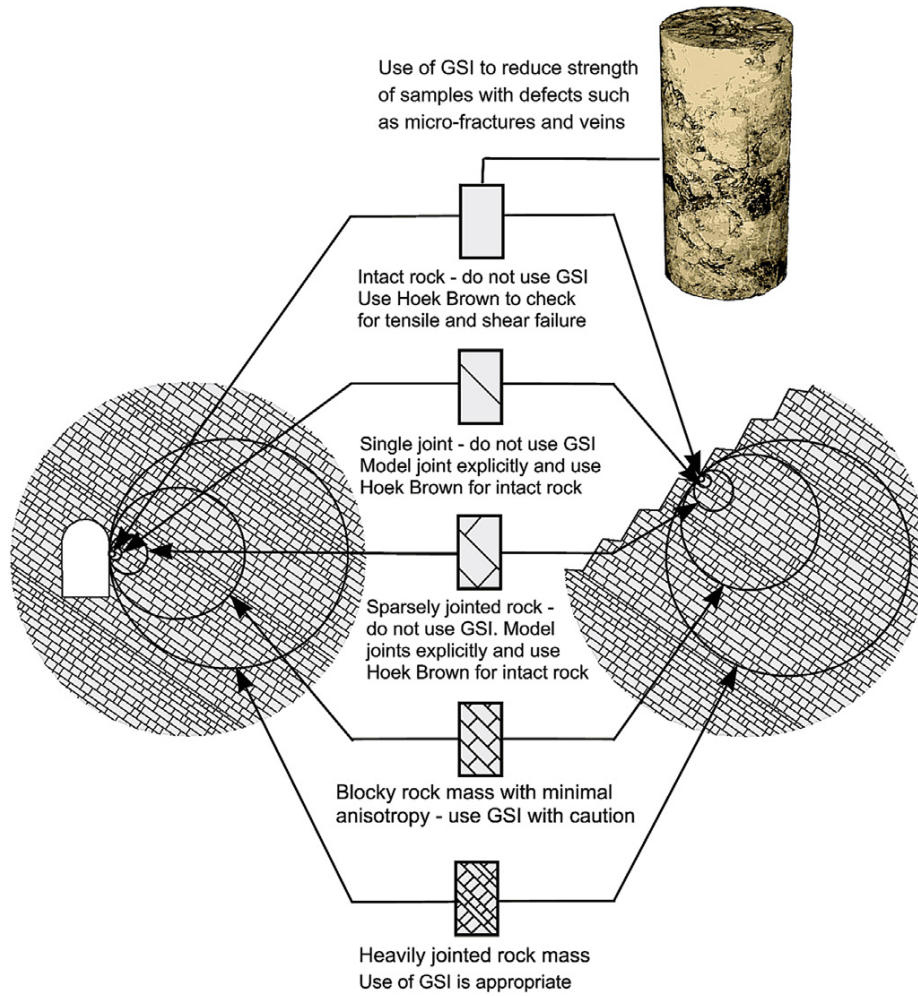 Use of GSI to reduce strength
of samples with defects such
as micro-fractures and veins
Intact rock - do not use GSI
Use Hoek Brown to check
for tensile and shear failure
Single joint - do not use GSI
Model joint explicitly and use
Hoek Brown for intact rock
Sparsely jointed rock -
do not use GSI. Model
joints explicitly and use
Hoek Brown for intact rock
Blocky rock mass with minimal
anisotropy - use GSI with caution
Heavily jointed rock mass
Use of GSI is appropriate